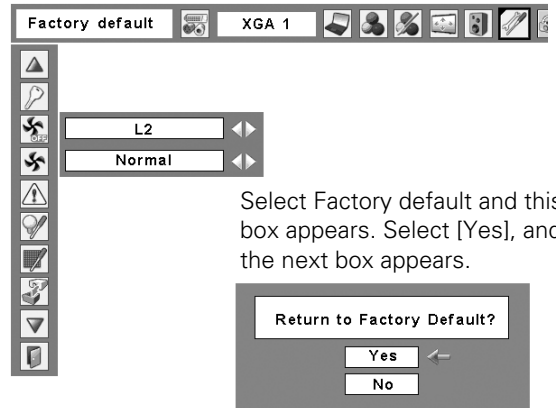 Factory default
XGA 1
OFF
L2
Normal
Select Factory default and this
box appears. Select [Yes], and
the next box appears.
Return to Factory Default?
Yes
No